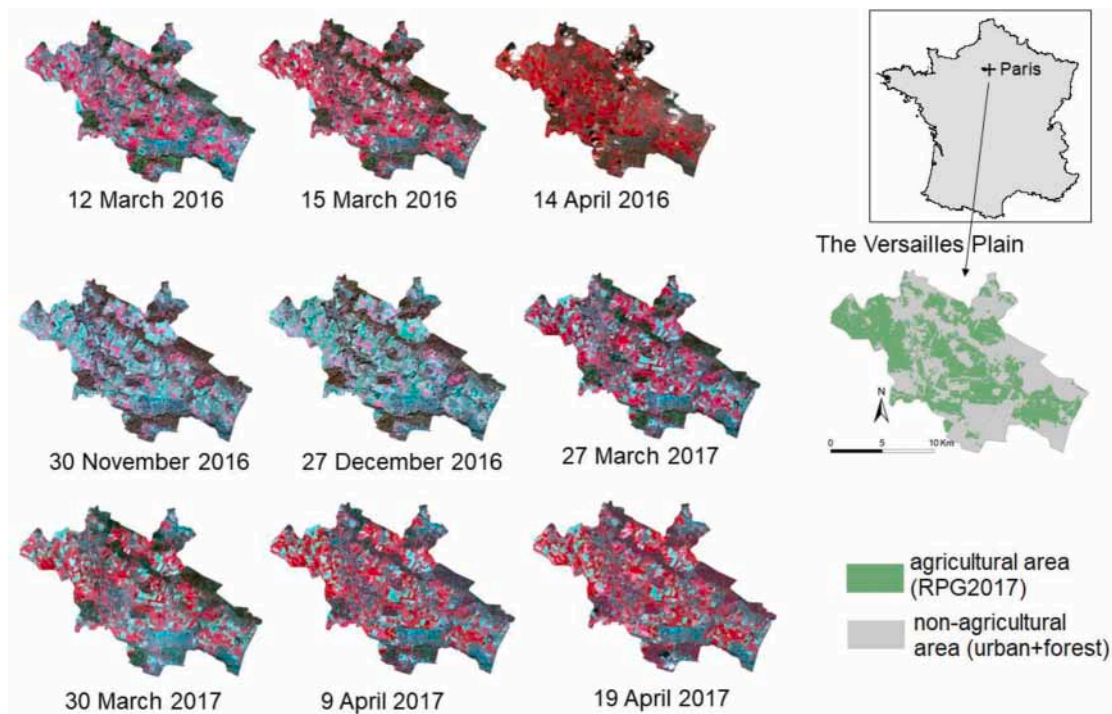 12 March 2016
15 March 2016
14 April 2016
Paris
The Versailles Plain
30 November 2016
27 December 2016
27 March 2017
N
0 5 10 Km
30 March 2017
9 April 2017
19 April 2017
agricultural area
(RPG2017)
non-agricultural
area (urban+forest)